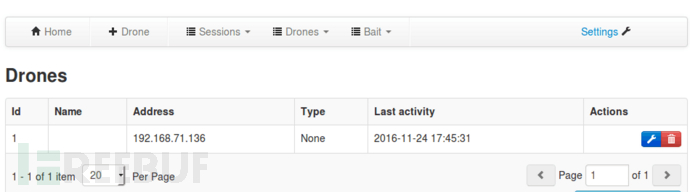 Home Drone Sessions Drones Bait Settings
Drones
Id Name Address Type Last activity Actions
1 192.168.71.136 None 2016-11-24 17:45:31
1 - 1 of 1 item 20 Per Page Page 1 of 1
REEBUF